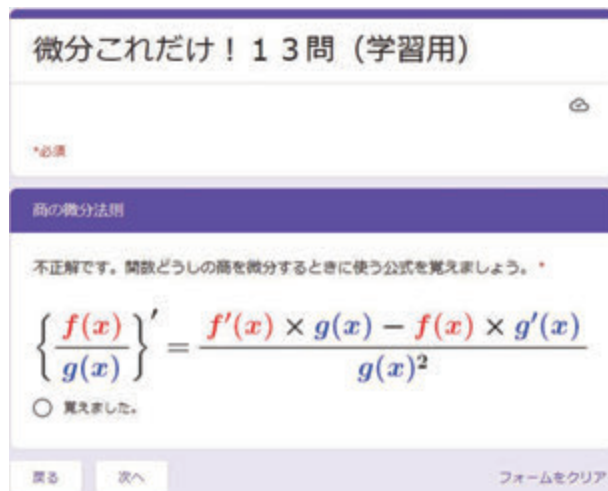 微分これだけ！１３問（学習用）
*必須
商の微分法則
不正解です。関数どうしの商を微分するときに使う公式を覚えましょう。*
{f(x)/g(x)}′ = (f′(x) × g(x) − f(x) × g′(x))/g(x)²
覚えました。
戻る 次へ フォームをクリア